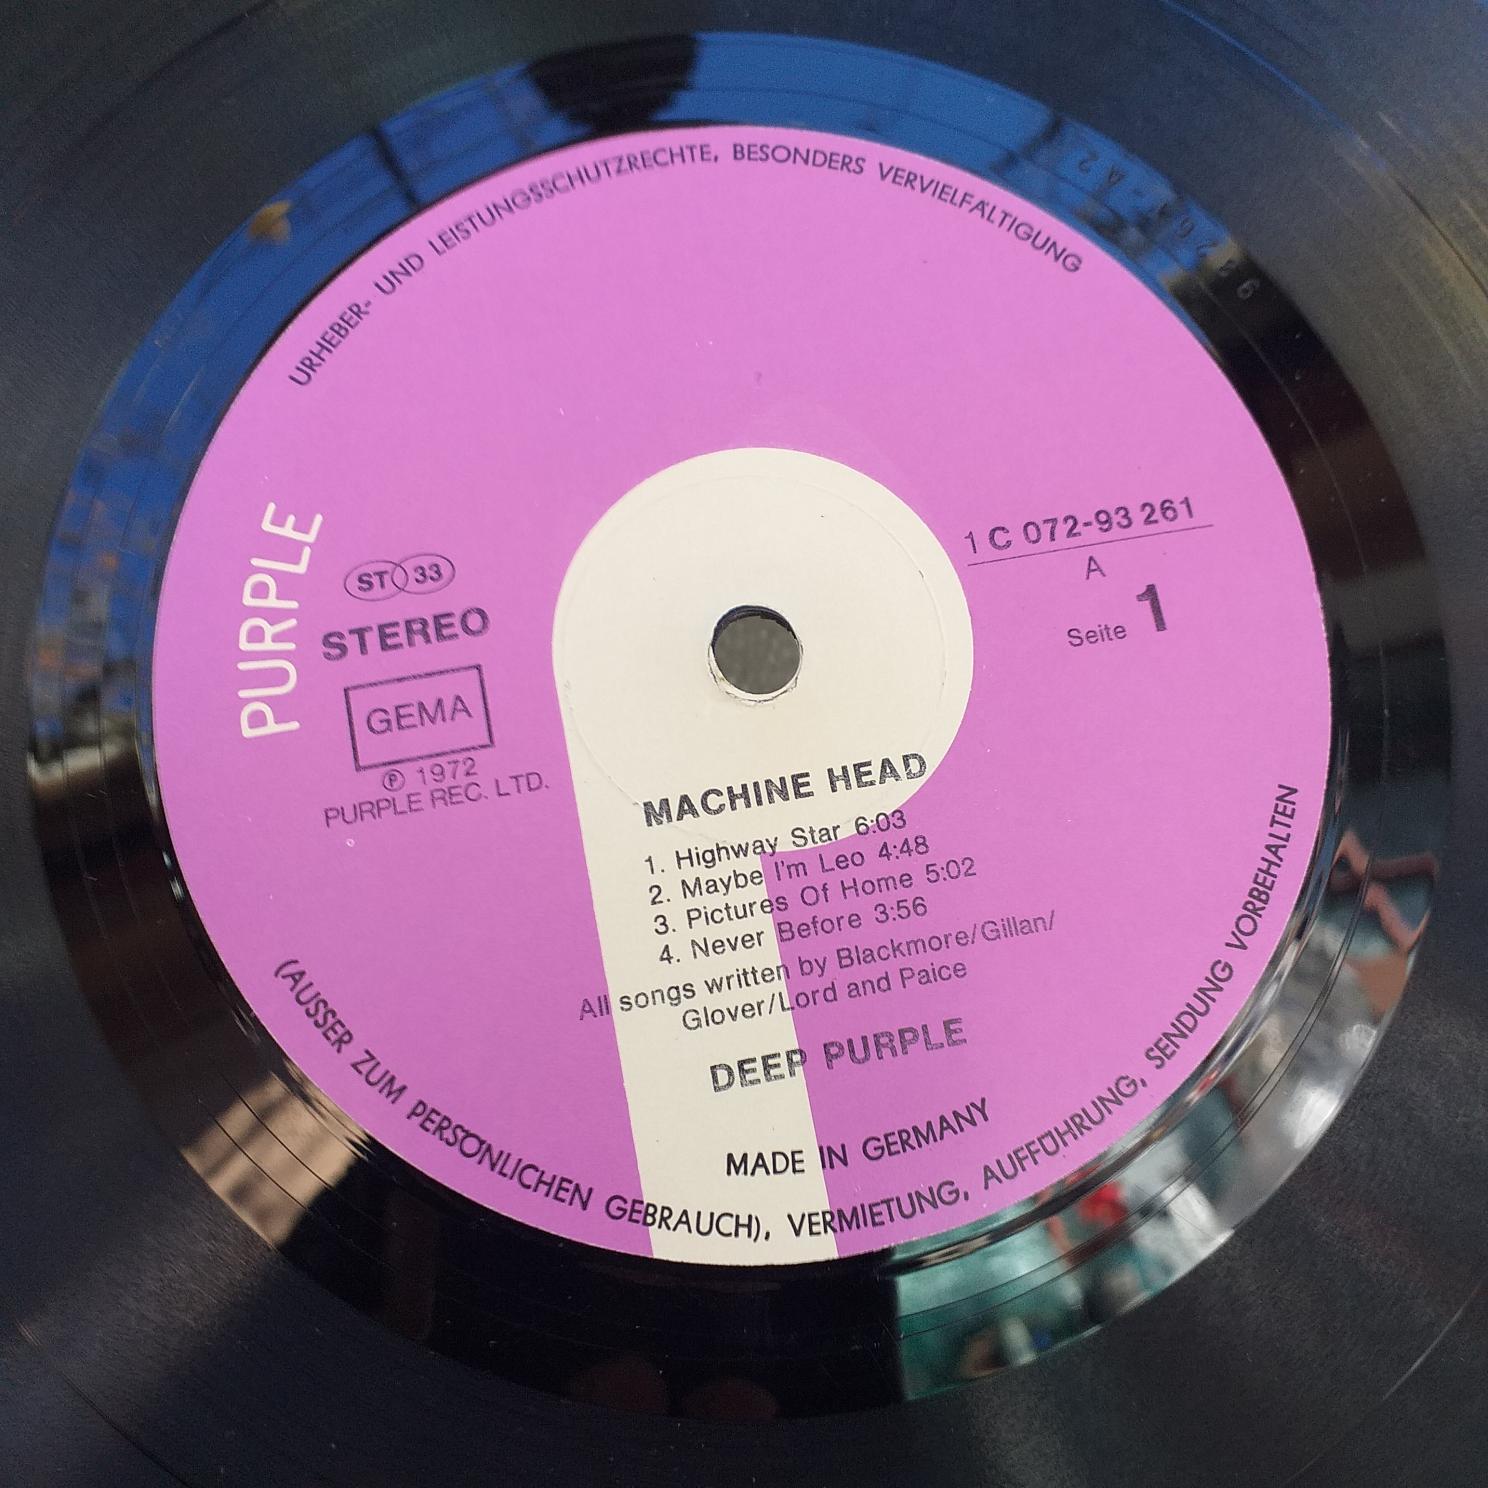 URHEBER- UND LEISTUNGSSCHUTZRECHTE, BESONDERS VERVIELFÄLTIGUNG
PURPLE
ST 33
STEREO
GEMA
℗ 1972
PURPLE REC. LTD.
1 C 072-93 261
A
Seite 1
MACHINE HEAD
1. Highway Star 6:03
2. Maybe I'm Leo 4:48
3. Pictures Of Home 5:02
4. Never Before 3:56
All songs written by Blackmore/Gillan/
Glover/Lord and Paice
DEEP PURPLE
MADE IN GERMANY
(AUSSER ZUM PERSÖNLICHEN GEBRAUCH), VERMIETUNG, AUFFÜHRUNG, SENDUNG VORBEHALTEN